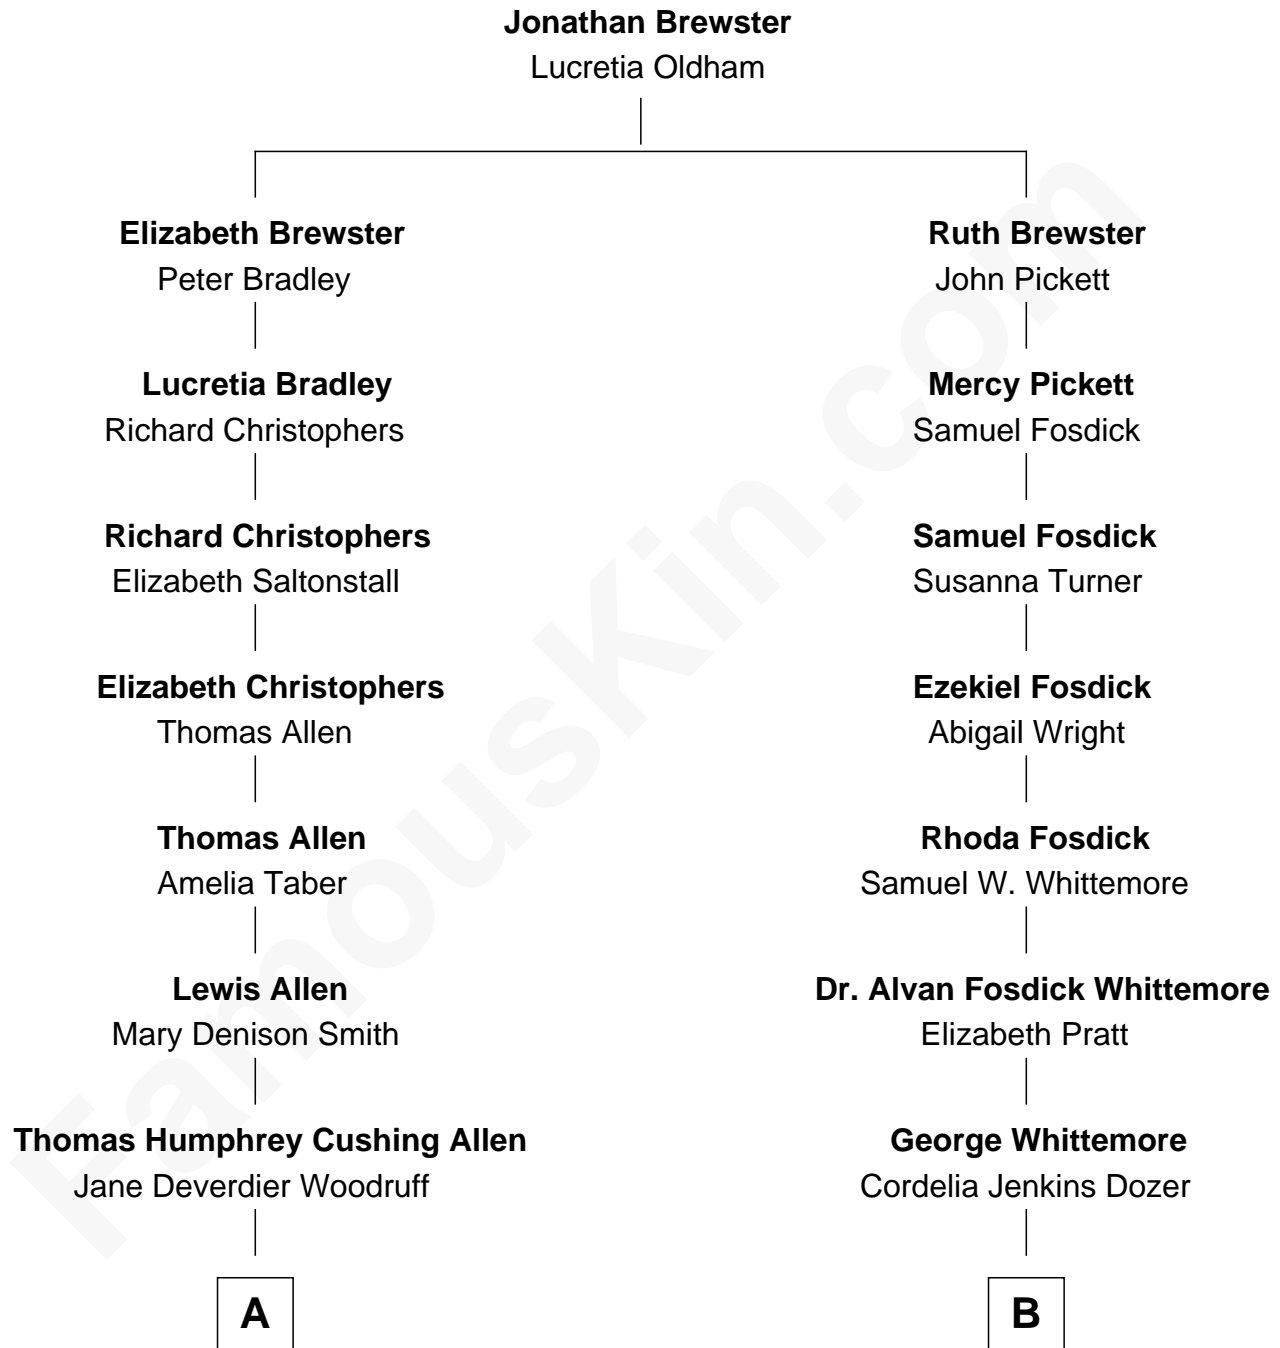 Jonathan Brewster
Lucretia Oldham
Elizabeth Brewster
Peter Bradley
Ruth Brewster
John Pickett
Lucretia Bradley
Richard Christophers
Mercy Pickett
Samuel Fosdick
Richard Christophers
Elizabeth Saltonstall
Samuel Fosdick
Susanna Turner
Elizabeth Christophers
Thomas Allen
Ezekiel Fosdick
Abigail Wright
Thomas Allen
Amelia Taber
Rhoda Fosdick
Samuel W. Whittemore
Lewis Allen
Mary Denison Smith
Dr. Alvan Fosdick Whittemore
Elizabeth Pratt
Thomas Humphrey Cushing Allen
Jane Deverdier Woodruff
George Whittemore
Cordelia Jenkins Dozer
A
B
FamousKin.com